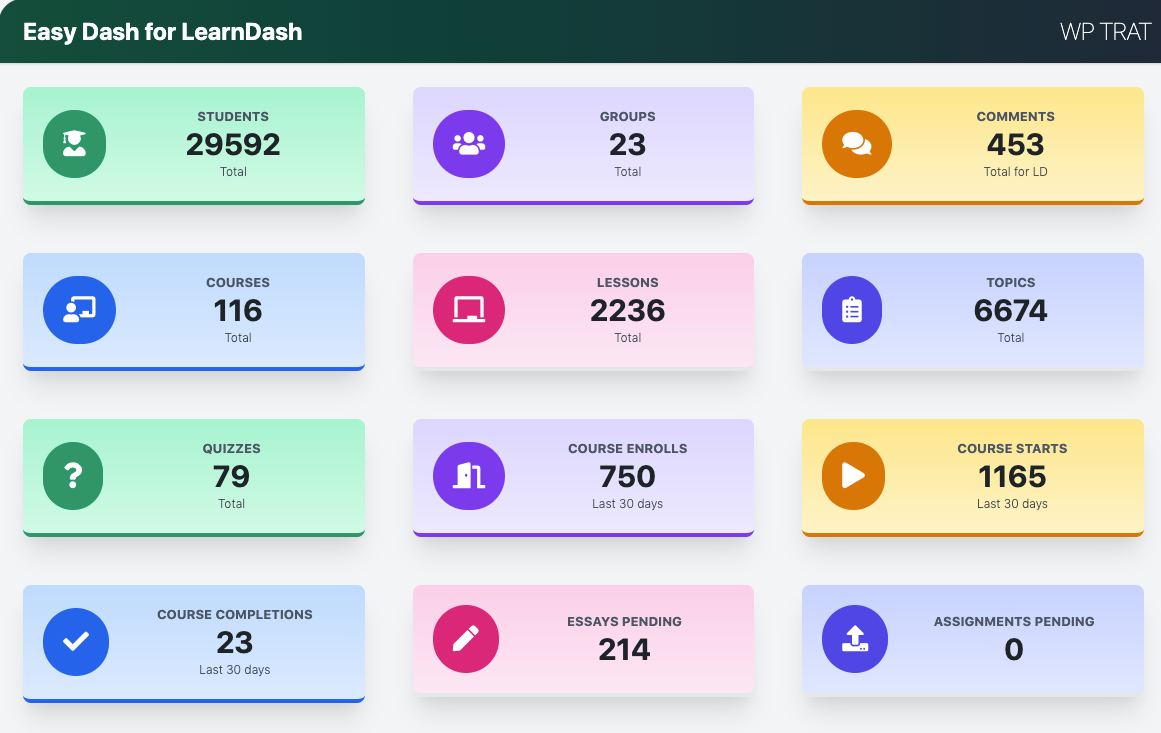 Easy Dash for LearnDash
WP TRAT
STUDENTS
29592
Total
GROUPS
23
Total
COMMENTS
453
Total for LD
COURSES
116
Total
LESSONS
2236
Total
TOPICS
6674
Total
QUIZZES
79
Total
COURSE ENROLLS
750
Last 30 days
COURSE STARTS
1165
Last 30 days
COURSE COMPLETIONS
23
Last 30 days
ESSAYS PENDING
214
ASSIGNMENTS PENDING
0